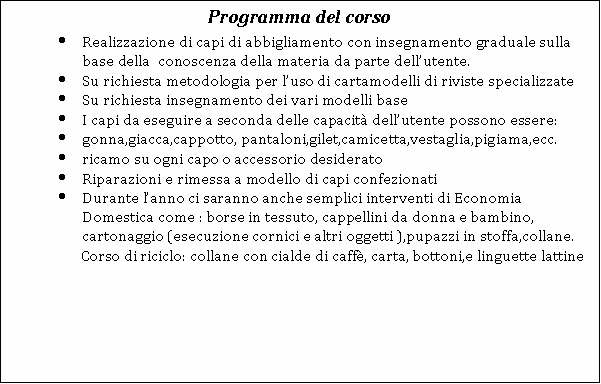 Programma del corso
• Realizzazione di capi di abbigliamento con insegnamento graduale sulla
base della conoscenza della materia da parte dell'utente.
• Su richiesta metodologia per l'uso di cartamodelli di riviste specializzate
• Su richiesta insegnamento dei vari modelli base
• I capi da eseguire a seconda delle capacità dell'utente possono essere:
• gonna,giacca,cappotto, pantaloni,gilet,camicetta,vestaglia,pigiama,ecc.
• ricamo su ogni capo o accessorio desiderato
• Riparazioni e rimessa a modello di capi confezionati
• Durante l'anno ci saranno anche semplici interventi di Economia
Domestica come : borse in tessuto, cappellini da donna e bambino,
cartonaggio (esecuzione cornici e altri oggetti ),pupazzi in stoffa,collane.
Corso di riciclo: collane con cialde di caffè, carta, bottoni,e linguette lattine